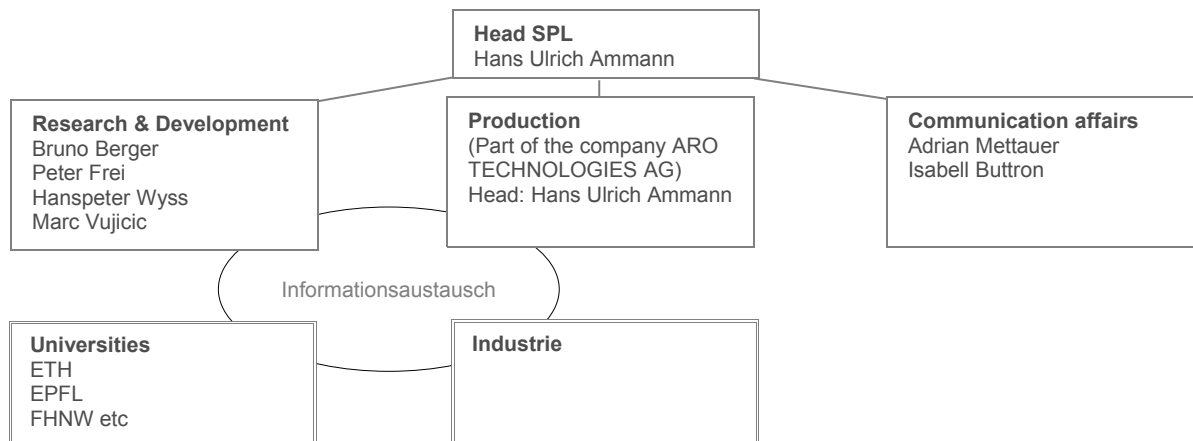 Head SPL
Hans Ulrich Ammann
Research & Development
Bruno Berger
Peter Frei
Hanspeter Wyss
Marc Vujicic
Production
(Part of the company ARO
TECHNOLOGIES AG)
Head: Hans Ulrich Ammann
Communication affairs
Adrian Mettauer
Isabell Buttron
Informationsaustausch
Universities
ETH
EPFL
FHNW etc
Industrie